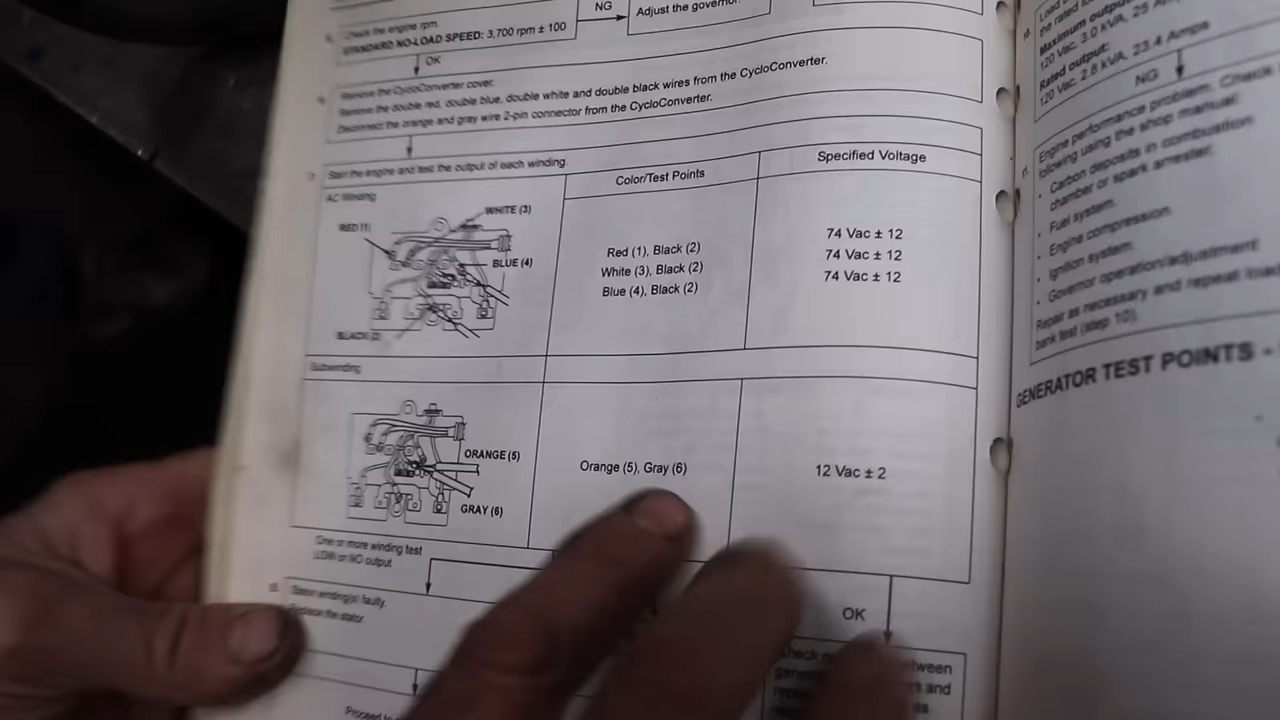 Check the engine rpm.
STANDARD NO-LOAD SPEED: 3,700 rpm ± 100
NG
Adjust the governor.
OK
Remove the CycloConverter cover.
Remove the double red, double blue, double white and double black wires from the CycloConverter.
Disconnect the orange and gray wire 2-pin connector from the CycloConverter.
Start the engine and test the output of each winding.
Color/Test Points
Specified Voltage
AC Winding
WHITE (3)
RED (1)
BLUE (4)
BLACK (2)
Red (1), Black (2)
White (3), Black (2)
Blue (4), Black (2)
74 Vac ± 12
74 Vac ± 12
74 Vac ± 12
Subwinding
ORANGE (5)
GRAY (6)
Orange (5), Gray (6)
12 Vac ± 2
One or more winding test
LOW or NO output
Stator winding(s) faulty.
Replace the stator
OK
Proceed to
Load
the rated
Maximum output:
120 Vac, 3.0 kVA, 25
Rated output:
120 Vac, 2.8 kVA, 23.4 Amps
NG
Engine performance problem. Check
following using the shop manual:
• Carbon deposits in combustion
chamber or spark arrester.
• Fuel system.
• Engine compression.
• Ignition system.
• Governor operation/adjustment
Repair as necessary and repeat load
bank test (step 10).
GENERATOR TEST POINTS -